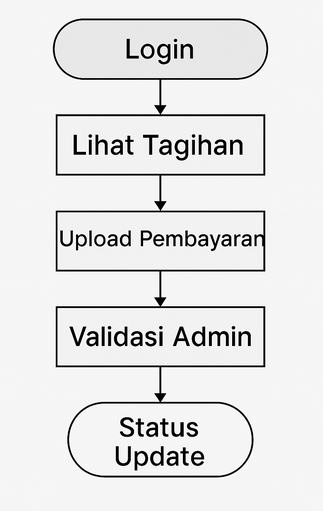 Login
Lihat Tagihan
Upload Pembayaran
Validasi Admin
Status
Update